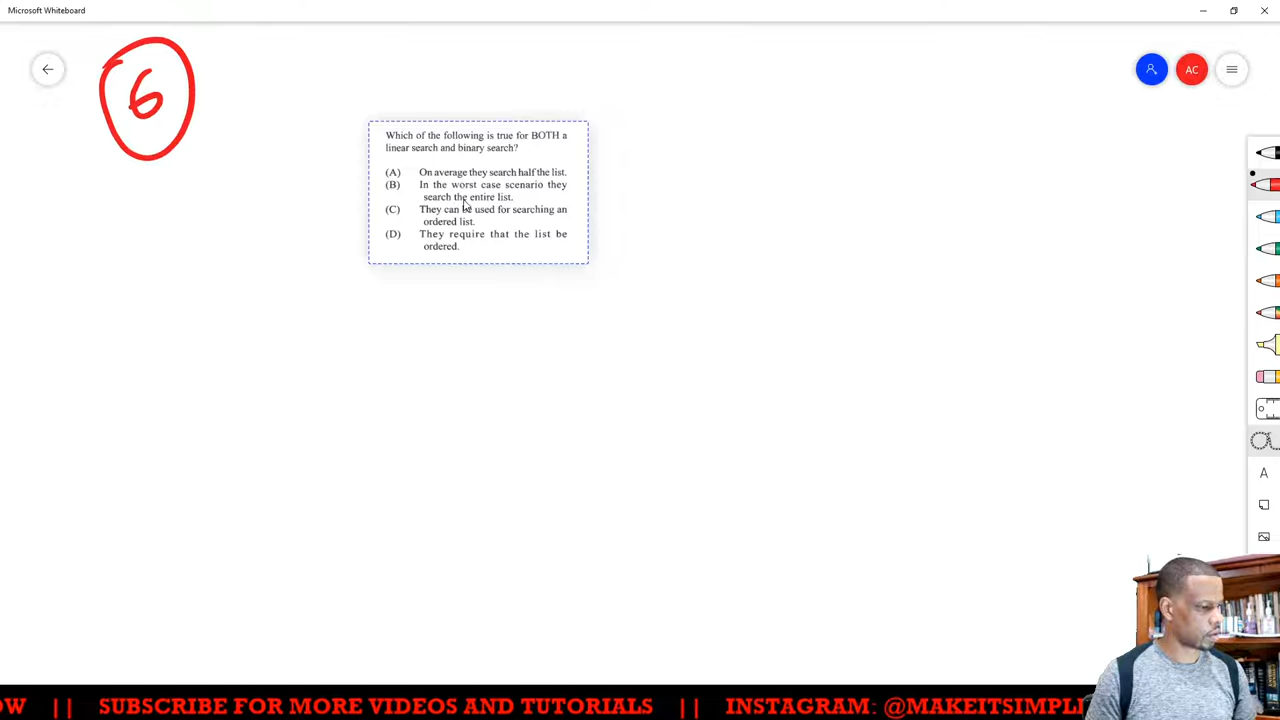 Microsoft Whiteboard
6
AC
Which of the following is true for BOTH a
linear search and binary search?
(A) On average they search half the list.
(B) In the worst case scenario they
search the entire list.
(C) They can be used for searching an
ordered list.
(D) They require that the list be
ordered.
A
OW || SUBSCRIBE FOR MORE VIDEOS AND TUTORIALS || INSTAGRAM: @MAKEITSIMPL